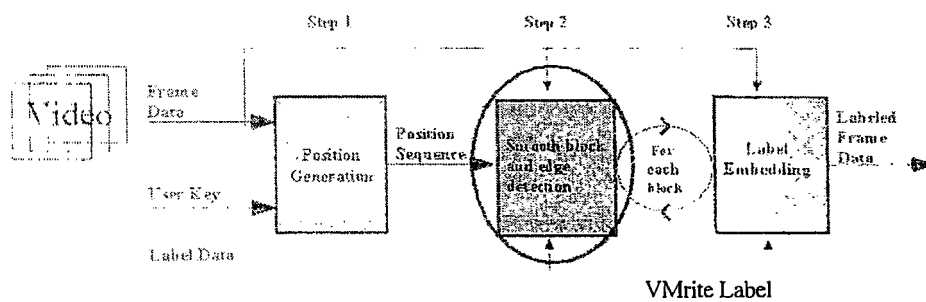 Step 1
Step 2
Step 3
Video
Frame
Data
Position
Generation
Position
Sequence
Smooth block
and edge
detection
For
each
block
Label
Embedding
Labeled
Frame
Data
User Key
Label Data
VMrite Label